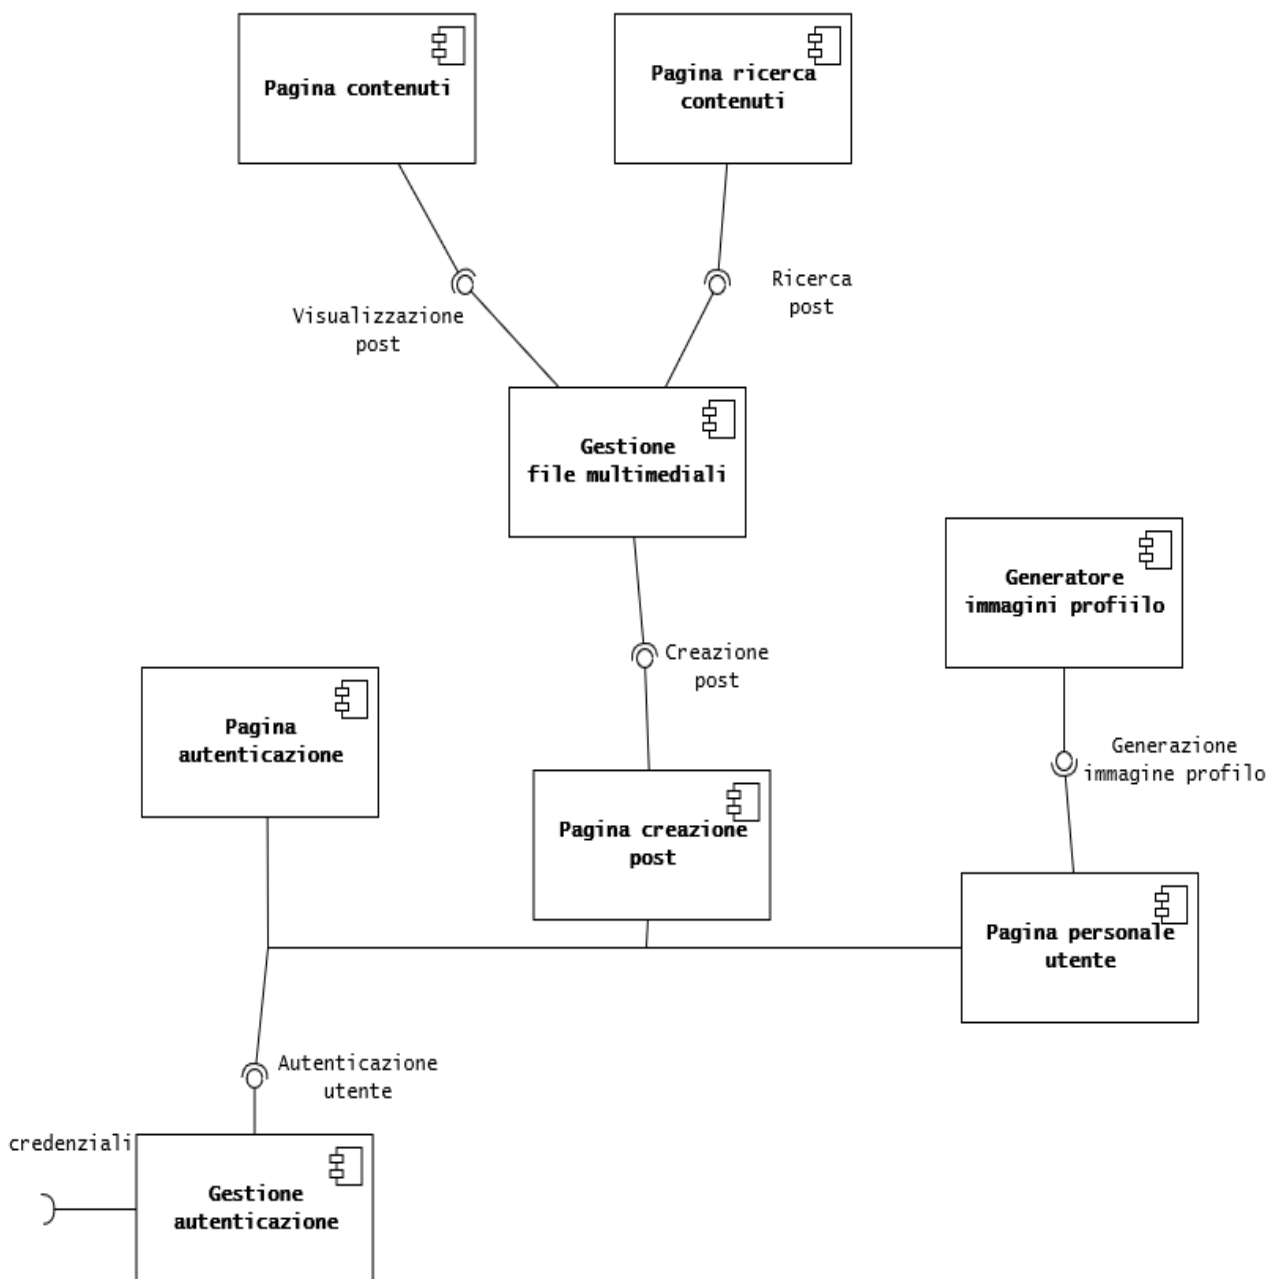 Pagina contenuti
Pagina ricerca
contenuti
Ricerca
post
Visualizzazione
post
Gestione
file multimediali
Generatore
immagini profiilo
Creazione
post
Pagina
autenticazione
Generazione
immagine profilo
Pagina creazione
post
Pagina personale
utente
Autenticazione
utente
credenziali
Gestione
autenticazione